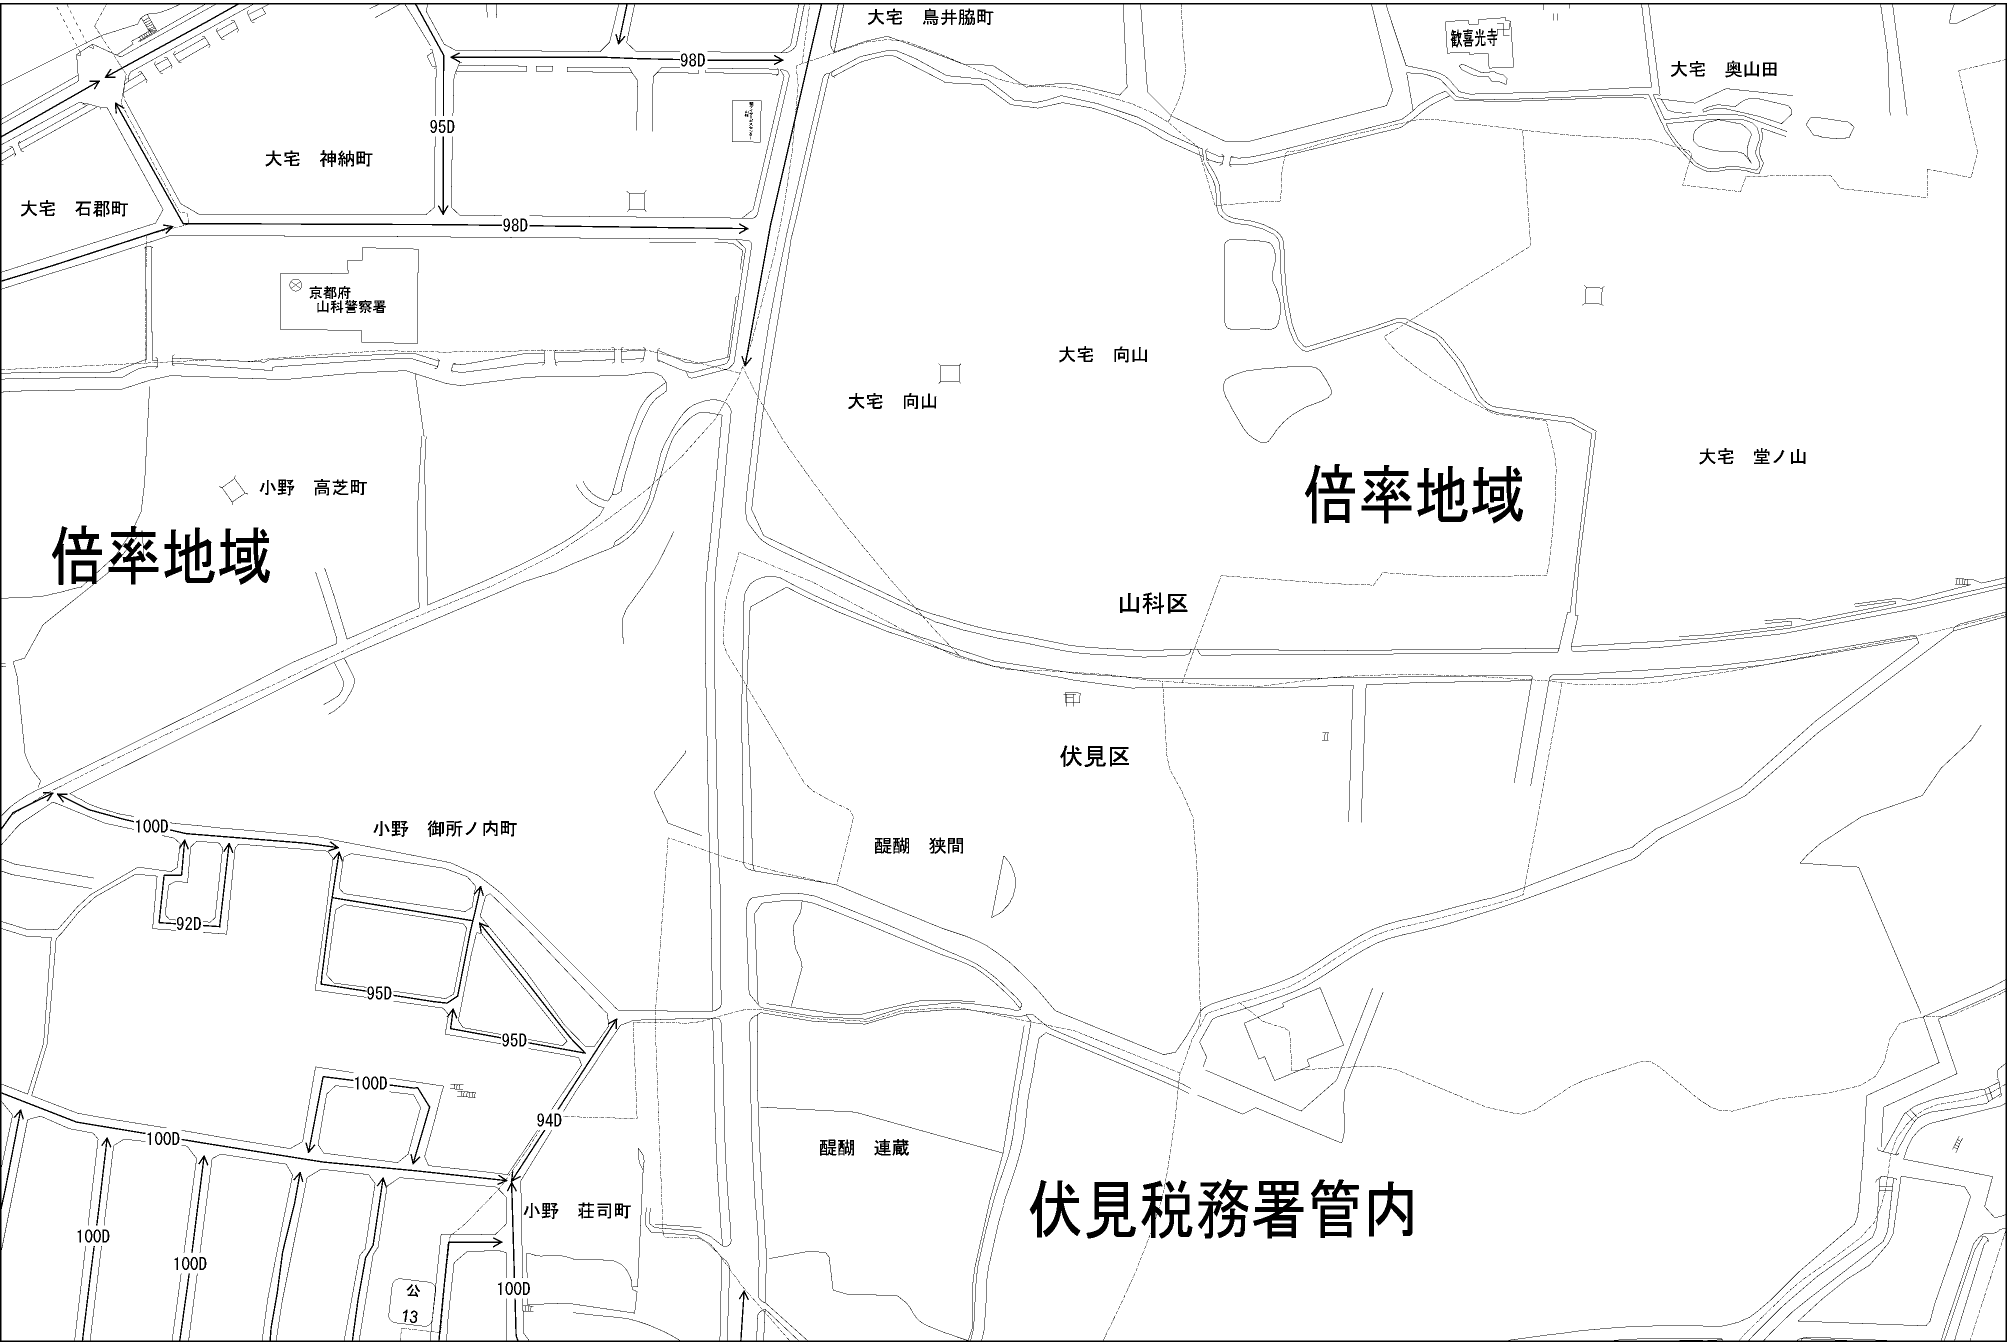 大宅　鳥井脇町
歓喜光寺
卍
大宅　奥山田
98D
95D
大宅　神納町
大宅　石郡町
98D
京都府
山科警察署
大宅　向山
大宅　向山
大宅　堂ノ山
小野　高芝町
倍率地域
倍率地域
山科区
伏見区
100D
小野　御所ノ内町
醍醐　狭間
92D
95D
95D
100D
94D
100D
醍醐　連蔵
小野　荘司町
伏見税務署管内
100D
100D
100D
公
13